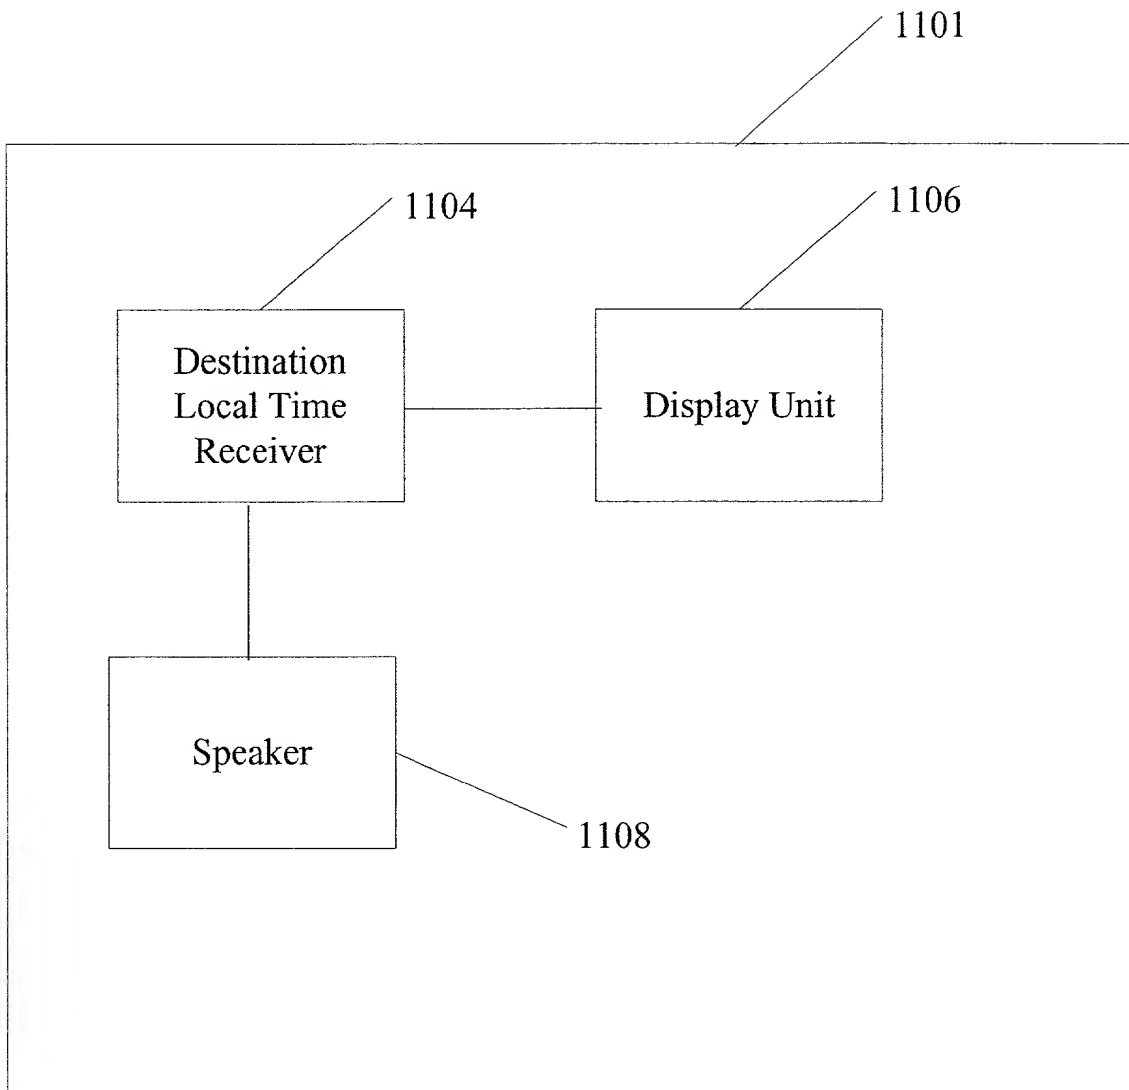 1101
1104
1106
Destination
Local Time
Receiver
Display Unit
Speaker
1108